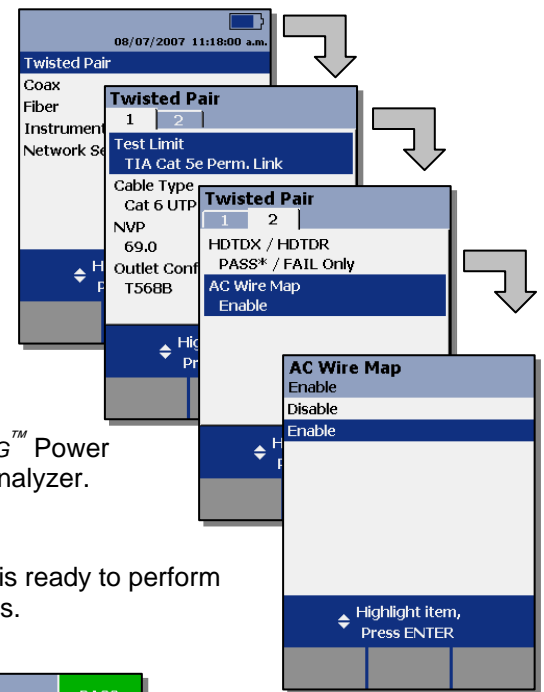 08/07/2007 11:18:00 a.m.
Twisted Pair
Coax
Fiber
Instrument
Network Se
Twisted Pair
1 2
Test Limit
TIA Cat 5e Perm. Link
Cable Type
Cat 6 UTP
NVP
69.0
Outlet Conf
T568B
Twisted Pair
1 2
HDTDX / HDTDR
PASS* / FAIL Only
AC Wire Map
Enable
AC Wire Map
Enable
Disable
Enable
Highlight item,
Press ENTER
G™ Power
nalyzer.
is ready to perform
s.